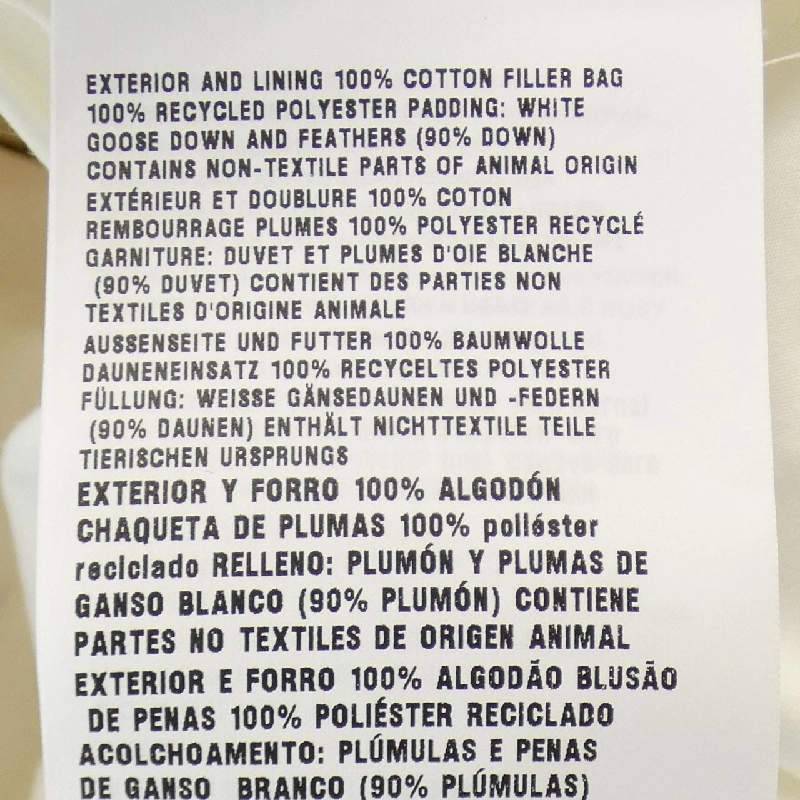 EXTERIOR AND LINING 100% COTTON FILLER BAG
100% RECYCLED POLYESTER PADDING: WHITE
GOOSE DOWN AND FEATHERS (90% DOWN)
CONTAINS NON-TEXTILE PARTS OF ANIMAL ORIGIN
EXTÉRIEUR ET DOUBLURE 100% COTON
REMBOURRAGE PLUMES 100% POLYESTER RECYCLÉ
GARNITURE: DUVET ET PLUMES D'OIE BLANCHE
(90% DUVET) CONTIENT DES PARTIES NON
TEXTILES D'ORIGINE ANIMALE
AUSSENSEITE UND FUTTER 100% BAUMWOLLE
DAUNENEINSATZ 100% RECYCELTES POLYESTER
FÜLLUNG: WEISSE GÄNSEDAUNEN UND -FEDERN
(90% DAUNEN) ENTHÄLT NICHTTEXTILE TEILE
TIERISCHEN URSPRUNGS
EXTERIOR Y FORRO 100% ALGODÓN
CHAQUETA DE PLUMAS 100% poliéster
reciclado RELLENO: PLUMÓN Y PLUMAS DE
GANSO BLANCO (90% PLUMÓN) CONTIENE
PARTES NO TEXTILES DE ORIGEN ANIMAL
EXTERIOR E FORRO 100% ALGODÃO BLUSÃO
DE PENAS 100% POLIÉSTER RECICLADO
ACOLCHOAMENTO: PLÚMULAS E PENAS
DE GANSO BRANCO (90% PLÚMULAS)